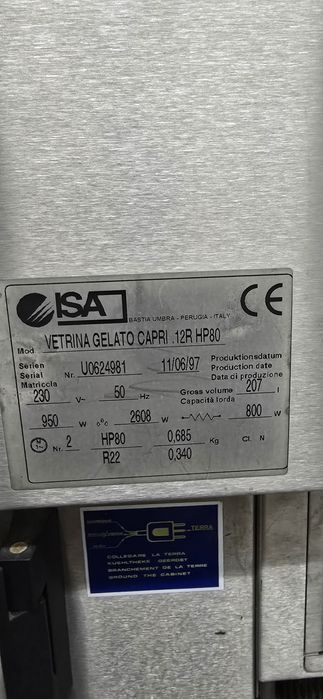 ISA
BASTIA UMBRA - PERUGIA - ITALY
CE
Mod. VETRINA GELATO CAPRI .12R HP80
Serien
Serial Nr. U0624981 11/06/97
Matricola
Produktionsdatum
Production date
Data di produzione
230 V~ 50 Hz Gross volume 207 l
Capacità lorda
950 W 2608 W 800 W
Nr. 2 HP80 0,685 Kg Cl. N
R22 0,340
TERRA
COLLEGARE LA TERRA
KUEHLTHEKE GEERDET
BRANCHEMENT DE LA TERRE
GROUND THE CABINET